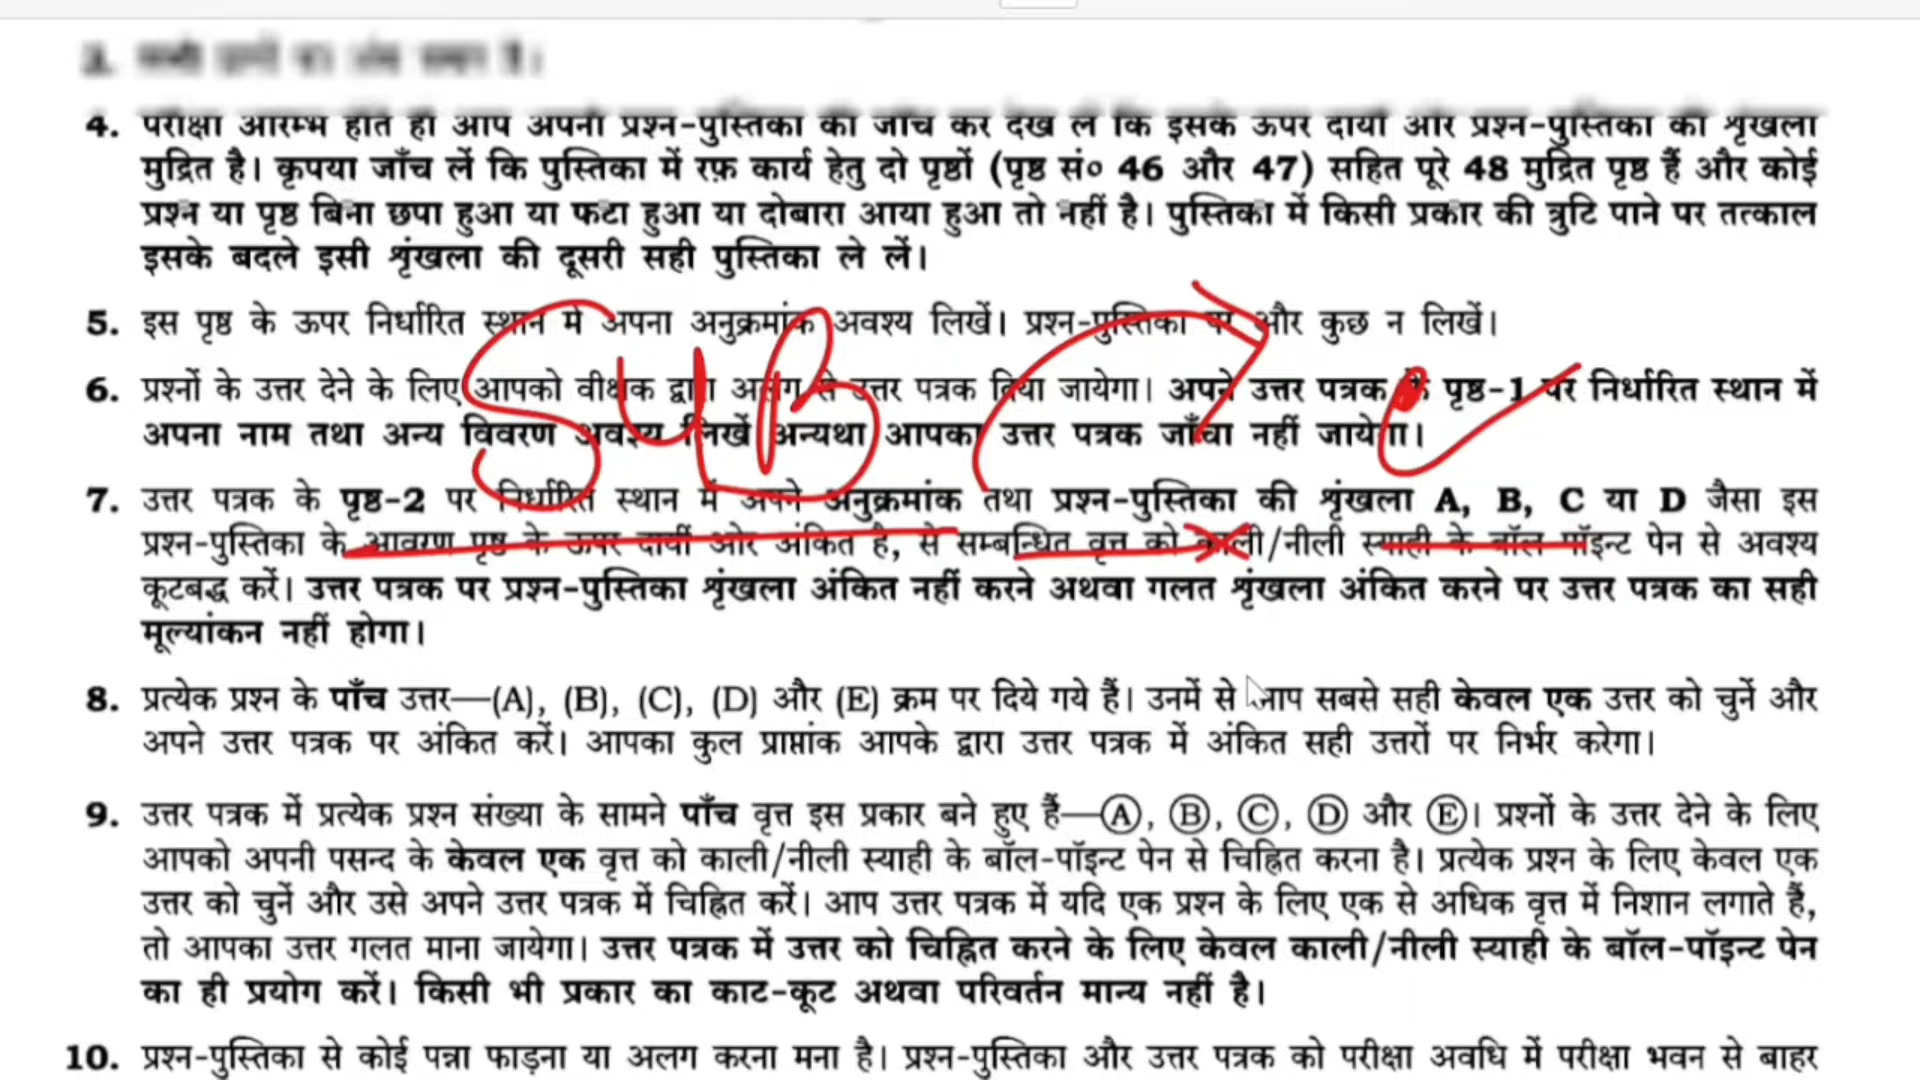 3. सभी प्रश्नों का अंक समान है।
4. परीक्षा आरम्भ होते ही आप अपनी प्रश्न-पुस्तिका की जाँच कर देख लें कि इसके ऊपर दायीं ओर प्रश्न-पुस्तिका की शृंखला
मुद्रित है। कृपया जाँच लें कि पुस्तिका में रफ़ कार्य हेतु दो पृष्ठों (पृष्ठ सं० 46 और 47) सहित पूरे 48 मुद्रित पृष्ठ हैं और कोई
प्रश्न या पृष्ठ बिना छपा हुआ या फटा हुआ या दोबारा आया हुआ तो नहीं है। पुस्तिका में किसी प्रकार की त्रुटि पाने पर तत्काल
इसके बदले इसी शृंखला की दूसरी सही पुस्तिका ले लें।
5. इस पृष्ठ के ऊपर निर्धारित स्थान में अपना अनुक्रमांक अवश्य लिखें। प्रश्न-पुस्तिका पर और कुछ न लिखें।
6. प्रश्नों के उत्तर देने के लिए आपको वीक्षक द्वारा अलग से उत्तर पत्रक दिया जायेगा। अपने उत्तर पत्रक के पृष्ठ-1 पर निर्धारित स्थान में
अपना नाम तथा अन्य विवरण अवश्य लिखें अन्यथा आपका उत्तर पत्रक जाँचा नहीं जायेगा।
SUB
7. उत्तर पत्रक के पृष्ठ-2 पर निर्धारित स्थान में अपने अनुक्रमांक तथा प्रश्न-पुस्तिका की शृंखला A, B, C या D जैसा इस
प्रश्न-पुस्तिका के आवरण पृष्ठ के ऊपर दायीं ओर अंकित है, से सम्बन्धित वृत्त को काली/नीली स्याही के बॉल पॉइन्ट पेन से अवश्य
कूटबद्ध करें। उत्तर पत्रक पर प्रश्न-पुस्तिका शृंखला अंकित नहीं करने अथवा गलत शृंखला अंकित करने पर उत्तर पत्रक का सही
मूल्यांकन नहीं होगा।
8. प्रत्येक प्रश्न के पाँच उत्तर—(A), (B), (C), (D) और (E) क्रम पर दिये गये हैं। उनमें से आप सबसे सही केवल एक उत्तर को चुनें और
अपने उत्तर पत्रक पर अंकित करें। आपका कुल प्राप्तांक आपके द्वारा उत्तर पत्रक में अंकित सही उत्तरों पर निर्भर करेगा।
9. उत्तर पत्रक में प्रत्येक प्रश्न संख्या के सामने पाँच वृत्त इस प्रकार बने हुए हैं—Ⓐ, Ⓑ, Ⓒ, Ⓓ और Ⓔ। प्रश्नों के उत्तर देने के लिए
आपको अपनी पसन्द के केवल एक वृत्त को काली/नीली स्याही के बॉल-पॉइन्ट पेन से चिह्नित करना है। प्रत्येक प्रश्न के लिए केवल एक
उत्तर को चुनें और उसे अपने उत्तर पत्रक में चिह्नित करें। आप उत्तर पत्रक में यदि एक प्रश्न के लिए एक से अधिक वृत्त में निशान लगाते हैं,
तो आपका उत्तर गलत माना जायेगा। उत्तर पत्रक में उत्तर को चिह्नित करने के लिए केवल काली/नीली स्याही के बॉल-पॉइन्ट पेन
का ही प्रयोग करें। किसी भी प्रकार का काट-कूट अथवा परिवर्तन मान्य नहीं है।
10. प्रश्न-पुस्तिका से कोई पन्ना फाड़ना या अलग करना मना है। प्रश्न-पुस्तिका और उत्तर पत्रक को परीक्षा अवधि में परीक्षा भवन से बाहर